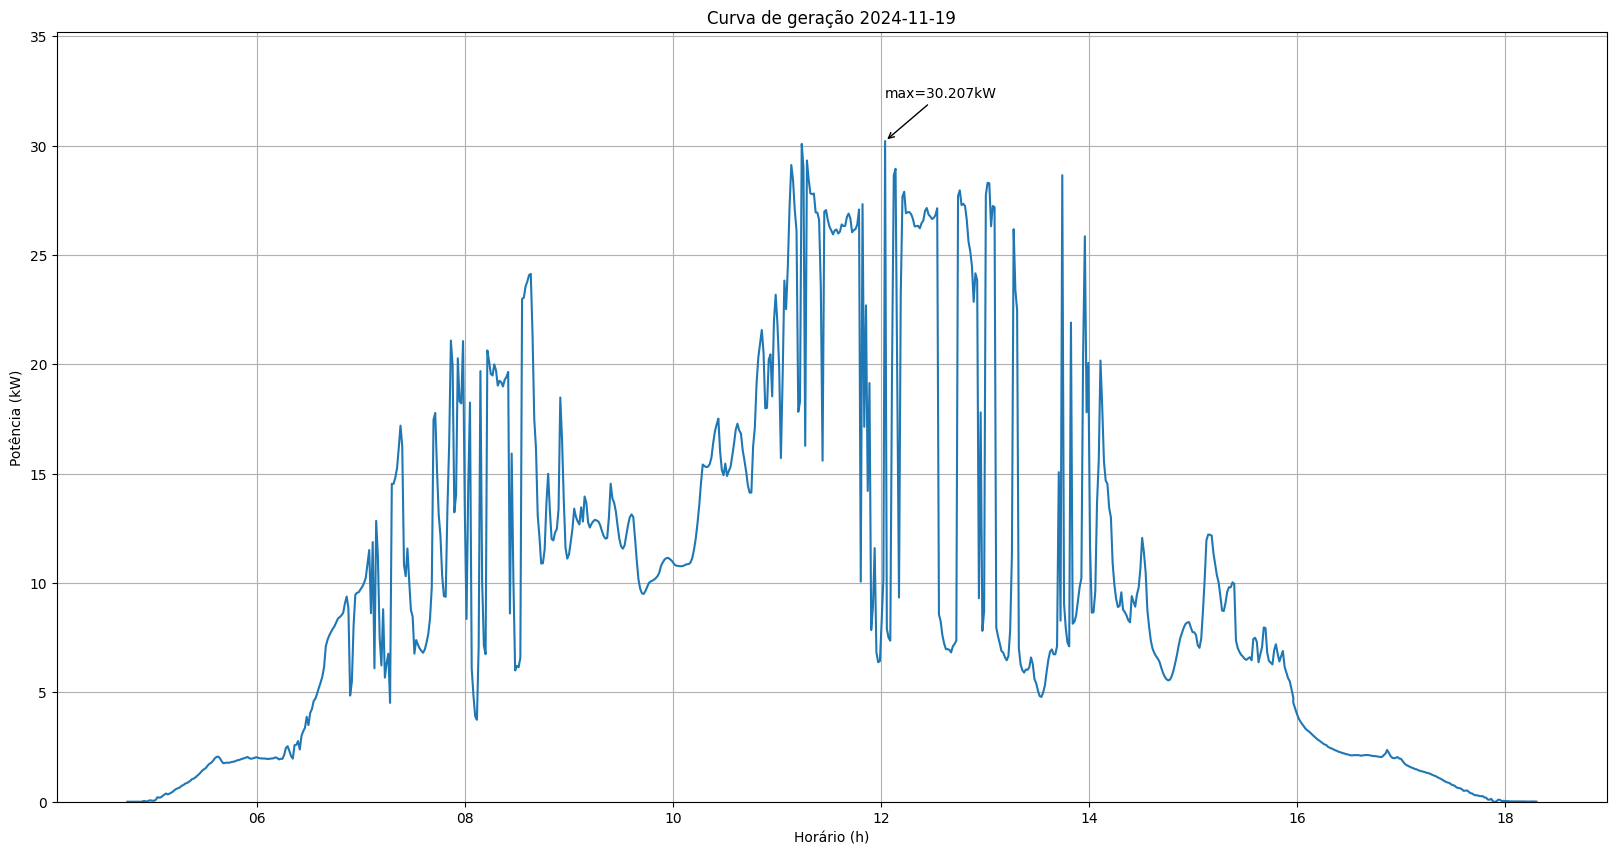 Curva de geração 2024-11-19
35
max=30.207kW
30
25
20
Potência (kW)
15
10
5
0
06 08 10 12 14 16 18
Horário (h)